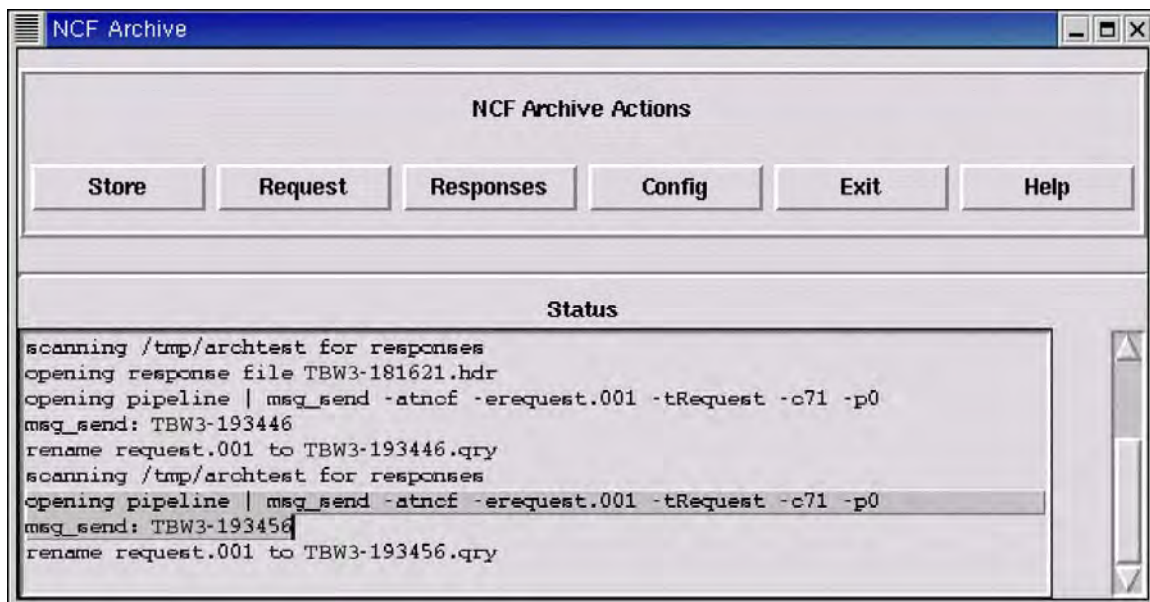 NCF Archive
NCF Archive Actions
Store Request Responses Config Exit Help
Status
scanning /tmp/archtest for responses
opening response file TBW3-181621.hdr
opening pipeline | msg_send -atncf -erequest.001 -tRequest -c71 -p0
msg_send: TBW3-193446
rename request.001 to TBW3-193446.qry
scanning /tmp/archtest for responses
opening pipeline | msg_send -atncf -erequest.001 -tRequest -c71 -p0
msg_send: TBW3-193456
rename request.001 to TBW3-193456.qry